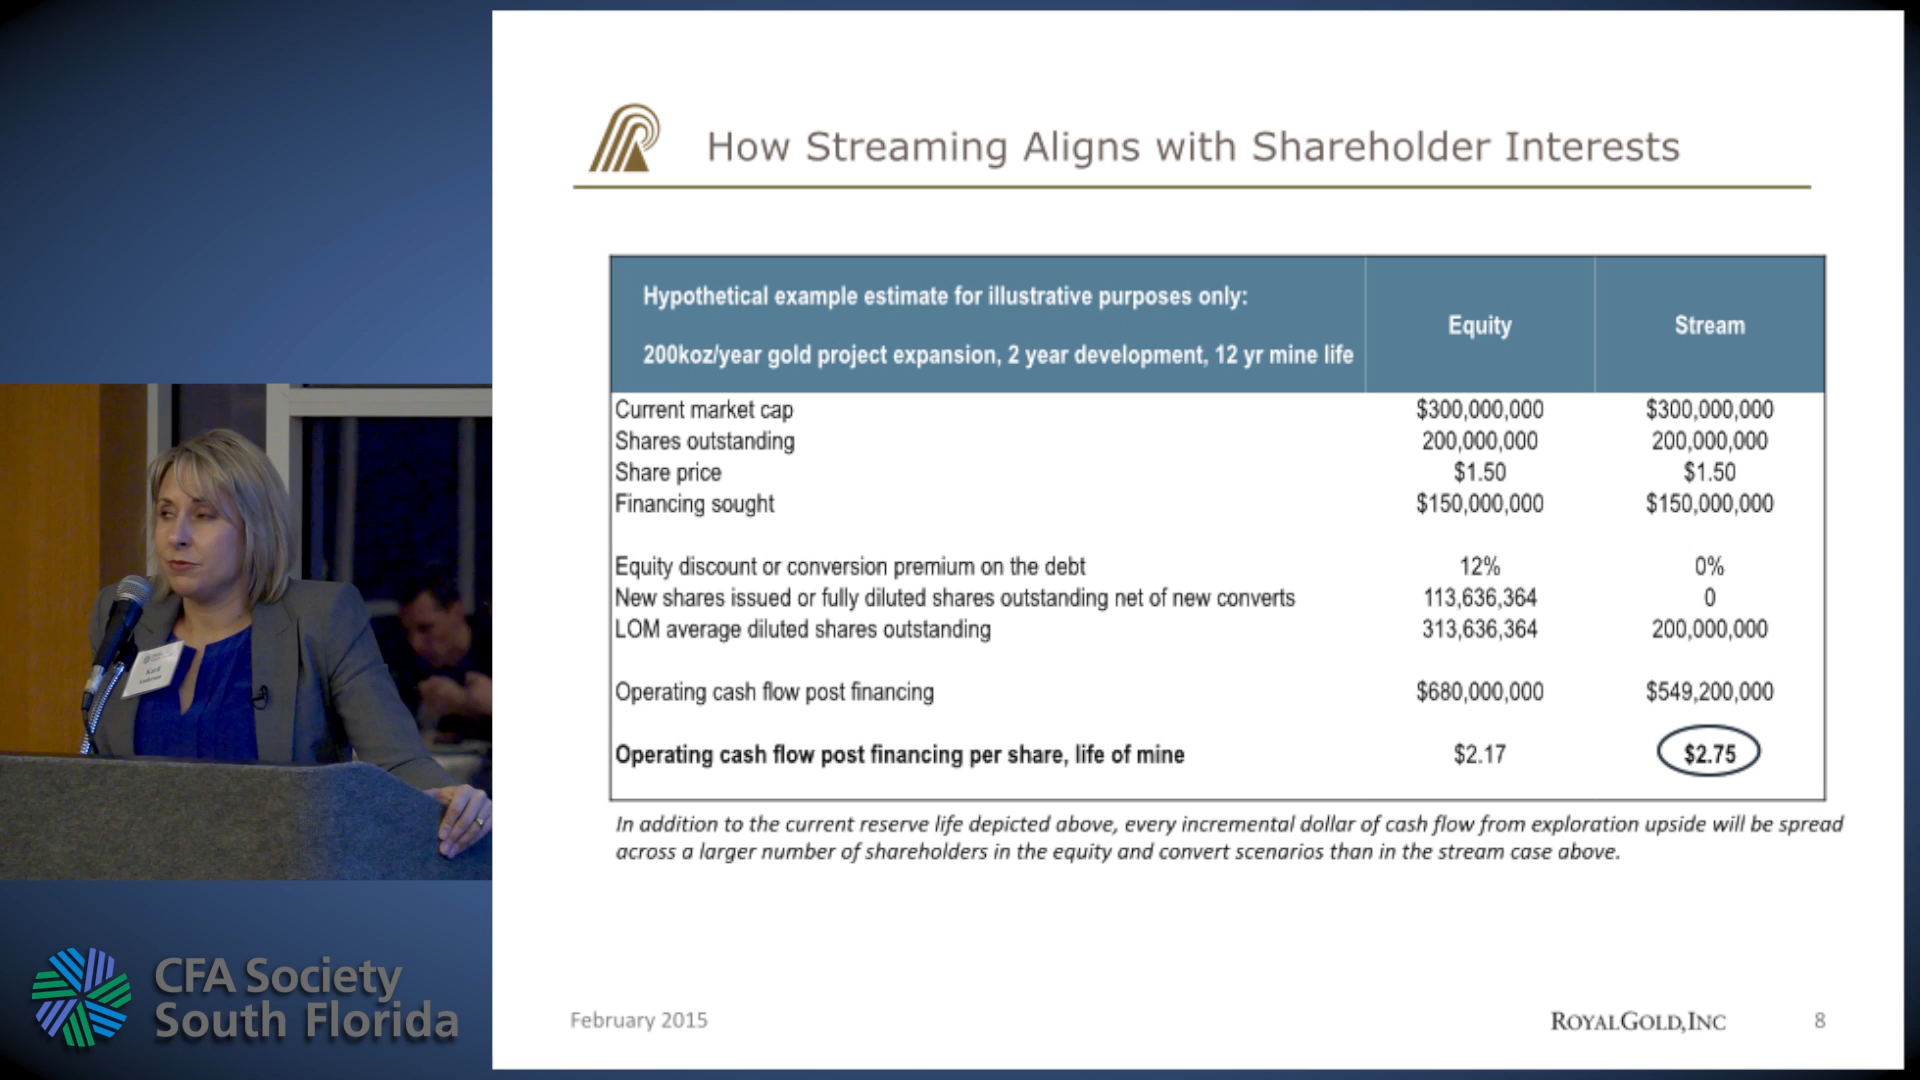 How Streaming Aligns with Shareholder Interests
Hypothetical example estimate for illustrative purposes only:
200koz/year gold project expansion, 2 year development, 12 yr mine life
Equity
Stream
Current market cap $300,000,000 $300,000,000
Shares outstanding 200,000,000 200,000,000
Share price $1.50 $1.50
Financing sought $150,000,000 $150,000,000
Equity discount or conversion premium on the debt 12% 0%
New shares issued or fully diluted shares outstanding net of new converts 113,636,364 0
LOM average diluted shares outstanding 313,636,364 200,000,000
Operating cash flow post financing $680,000,000 $549,200,000
Operating cash flow post financing per share, life of mine $2.17 $2.75
In addition to the current reserve life depicted above, every incremental dollar of cash flow from exploration upside will be spread
across a larger number of shareholders in the equity and convert scenarios than in the stream case above.
February 2015
ROYALGOLD,INC
8
CFA Society
South Florida